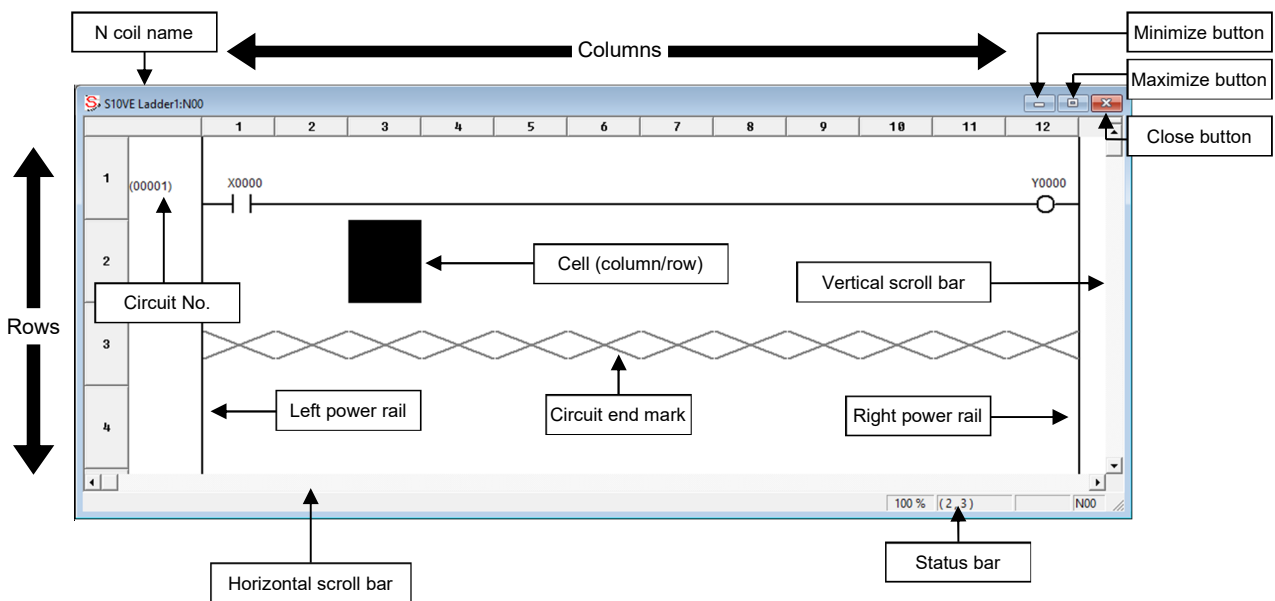 N coil name
Columns
Minimize button
Maximize button
Close button
S S10VE Ladder1:N00
1 2 3 4 5 6 7 8 9 10 11 12
1
(00001)
X0000
Y0000
2
Cell (column/row)
Vertical scroll bar
Circuit No.
Rows
3
Left power rail
Circuit end mark
Right power rail
4
100 % (2,3) N00
Horizontal scroll bar
Status bar